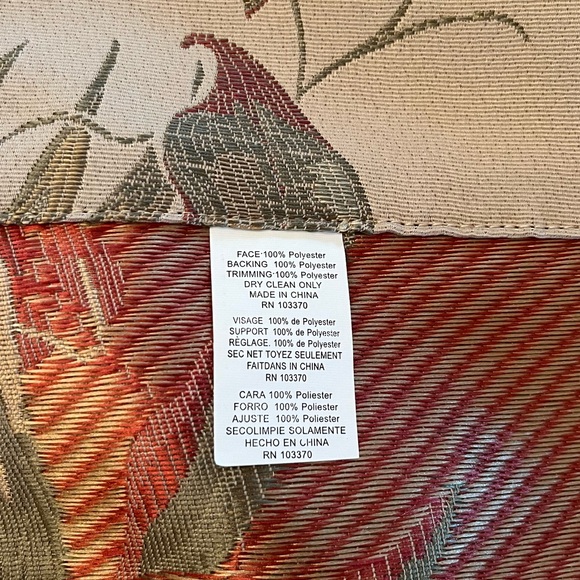 FACE:100% Polyester
BACKING 100% Polyester
TRIMMING:100% Polyester
DRY CLEAN ONLY
MADE IN CHINA
RN 103370
VISAGE 100% de Polyester
SUPPORT 100% de Polyester
RÈGLAGE. 100% de Polyester
SEC NET TOYEZ SEULEMENT
FAITDANS IN CHINA
RN 103370
CARA 100% Poliester
FORRO 100% Poliester
AJUSTE 100% Poliester
SECOLIMPIE SOLAMENTE
HECHO EN CHINA
RN 103370